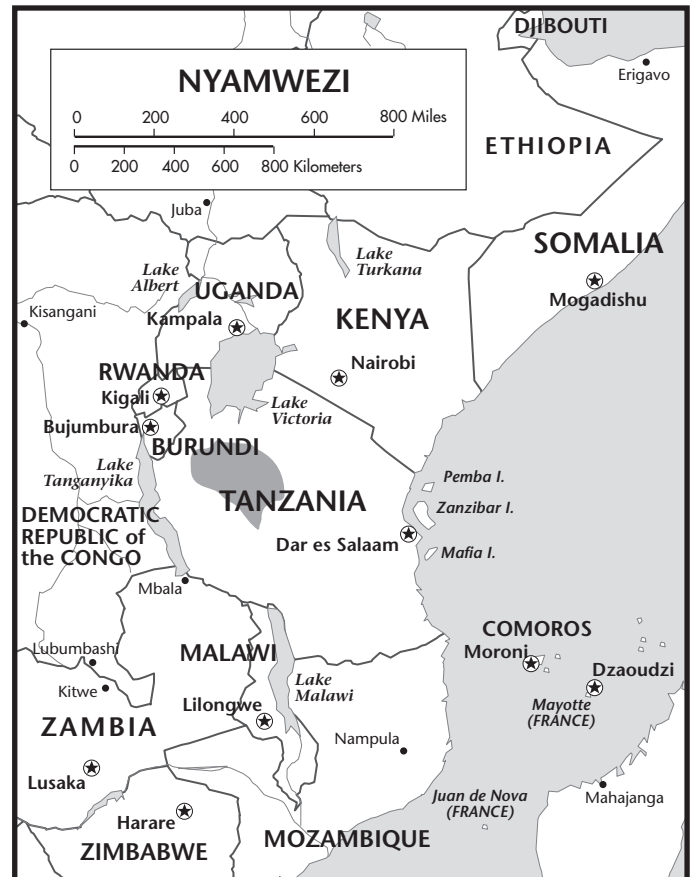 DJIBOUTI
Erigavo
NYAMWEZI
0 200 400 600 800 Miles
0 200 400 600 800 Kilometers
ETHIOPIA
Juba
SOMALIA
Mogadishu
Lake
Turkana
Lake
Albert
UGANDA
Kampala
KENYA
Kisangani
Nairobi
RWANDA
Kigali
Lake
Victoria
Bujumbura
BURUNDI
Lake
Tanganyika
Pemba I.
TANZANIA
Zanzibar I.
DEMOCRATIC
REPUBLIC of
the CONGO
Dar es Salaam
Mafia I.
Mbala
COMOROS
Moroni
Lubumbashi
MALAWI
Dzaoudzi
Kitwe
Lake
Malawi
Lilongwe
Mayotte
(FRANCE)
ZAMBIA
Nampula
Lusaka
Juan de Nova
(FRANCE)
Mahajanga
Harare
MOZAMBIQUE
ZIMBABWE